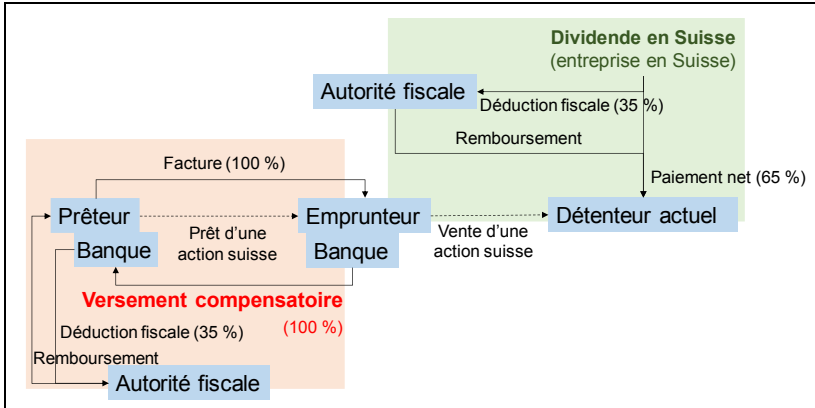 Dividende en Suisse
(entreprise en Suisse)
Autorité fiscale
Déduction fiscale (35 %)
Remboursement
Facture (100 %)
Paiement net (65 %)
Prêteur
Emprunteur
Détenteur actuel
Prêt d'une
action suisse
Vente d'une
action suisse
Banque
Banque
Versement compensatoire
(100 %)
Déduction fiscale (35 %)
Remboursement
Autorité fiscale